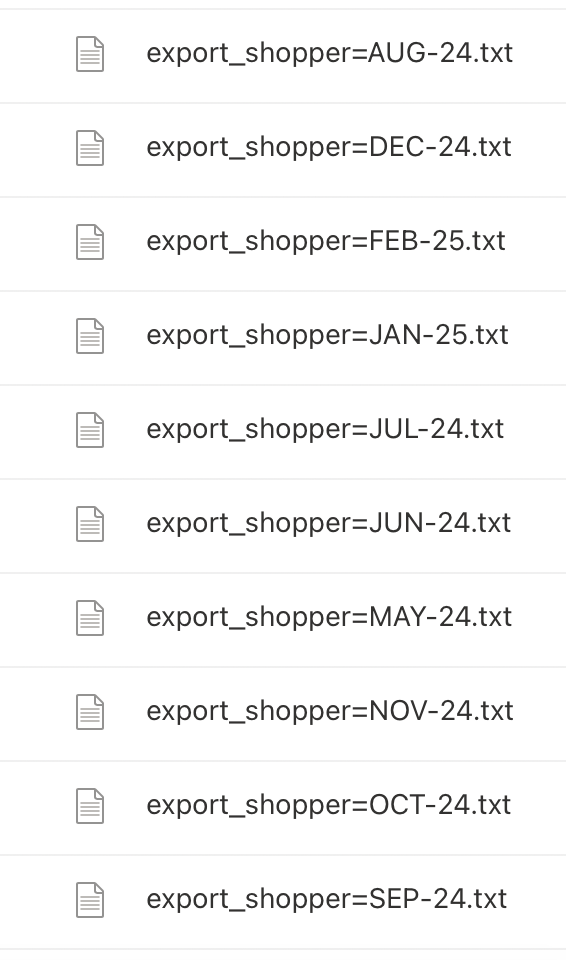 export_shopper=AUG-24.txt
export_shopper=DEC-24.txt
export_shopper=FEB-25.txt
export_shopper=JAN-25.txt
export_shopper=JUL-24.txt
export_shopper=JUN-24.txt
export_shopper=MAY-24.txt
export_shopper=NOV-24.txt
export_shopper=OCT-24.txt
export_shopper=SEP-24.txt